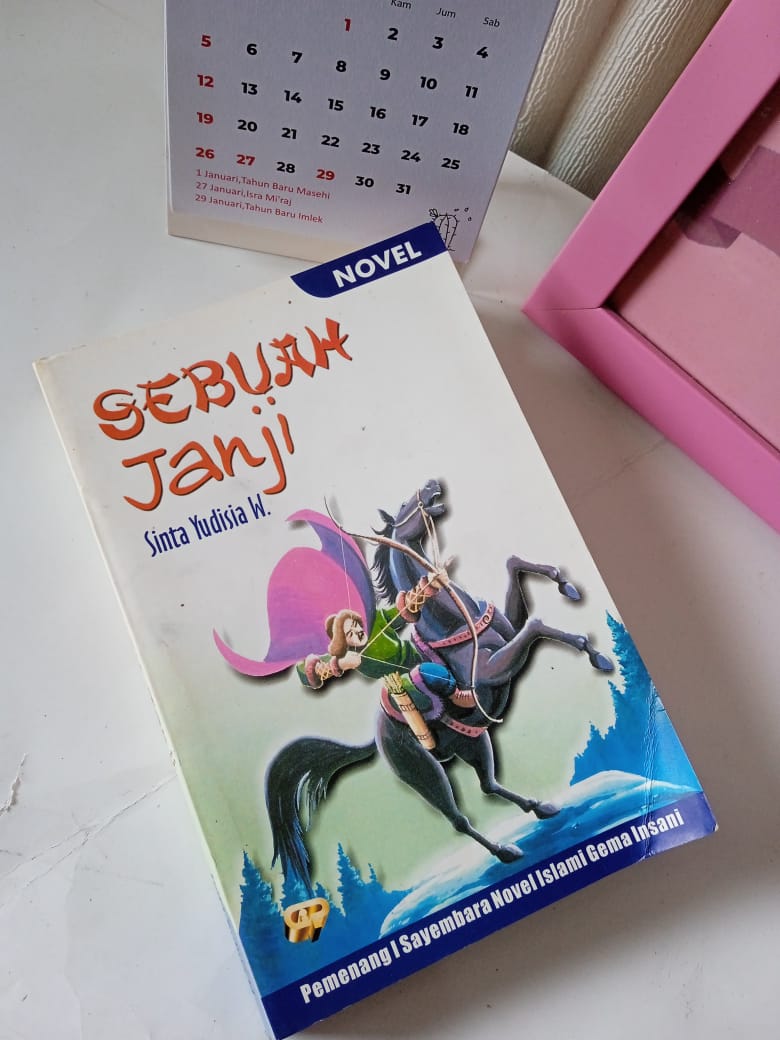 Kam Jum Sab
1 2 3 4
5 6 7 8 9 10 11
12 13 14 15 16 17 18
19 20 21 22 23 24 25
26 27 28 29 30 31
1 Januari,Tahun Baru Masehi
27 Januari,Isra Mi'raj
29 Januari,Tahun Baru Imlek
NOVEL
SEBUAH
Janji
Sinta Yudisia W.
Pemenang I Sayembara Novel Islami Gema Insani